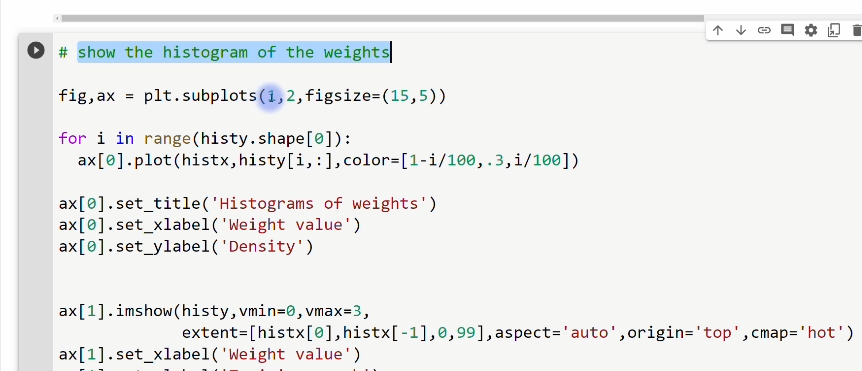 # show the histogram of the weights
fig,ax = plt.subplots(1,2,figsize=(15,5))
for i in range(histy.shape[0]):
ax[0].plot(histx,histy[i,:],color=[1-i/100,.3,i/100])
ax[0].set_title('Histograms of weights')
ax[0].set_xlabel('Weight value')
ax[0].set_ylabel('Density')
ax[1].imshow(histy,vmin=0,vmax=3,
extent=[histx[0],histx[-1],0,99],aspect='auto',origin='top',cmap='hot')
ax[1].set_xlabel('Weight value')